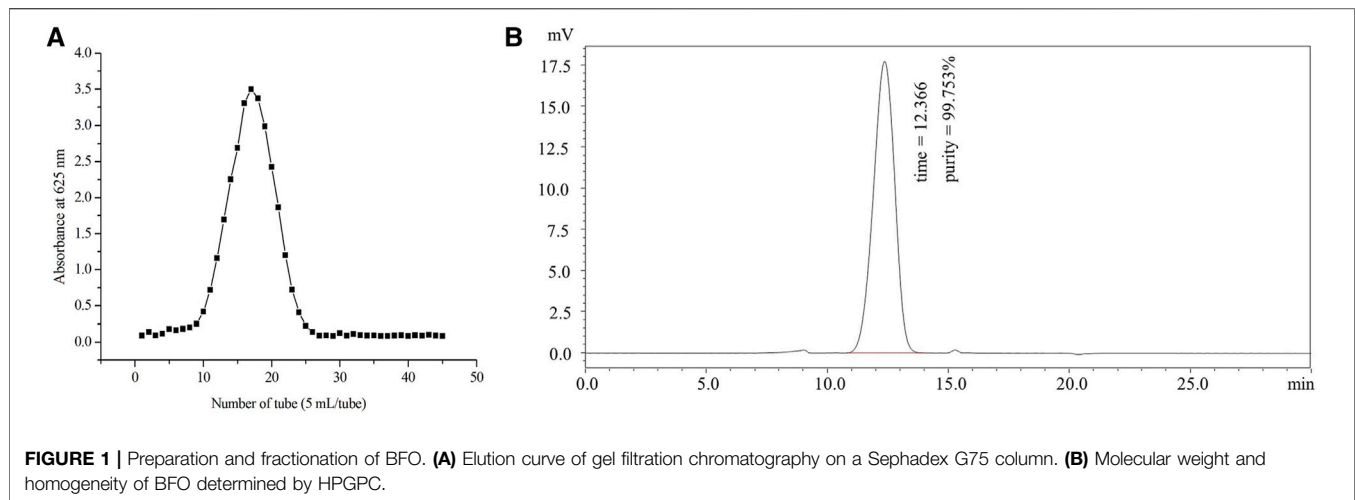 A
4.0
3.5
3.0
2.5
2.0
1.5
1.0
0.5
0.0
Absorbance at 625 nm
0 10 20 30 40 50
Number of tube (5 mL/tube)
B
mV
17.5
15.0
12.5
10.0
7.5
5.0
2.5
0.0
time = 12.366
purity = 99.753%
0.0 5.0 10.0 15.0 20.0 25.0 min
FIGURE 1 | Preparation and fractionation of BFO. (A) Elution curve of gel filtration chromatography on a Sephadex G75 column. (B) Molecular weight and
homogeneity of BFO determined by HPGPC.